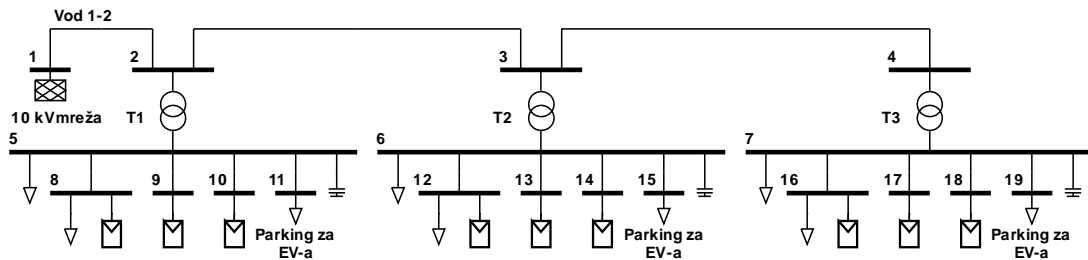 Vod 1-2
1
2
3
4
10 kVmreža
T1
T2
T3
5
6
7
8
9
10
11
12
13
14
15
16
17
18
19
Parking za
EV-a
Parking za
EV-a
Parking za
EV-a